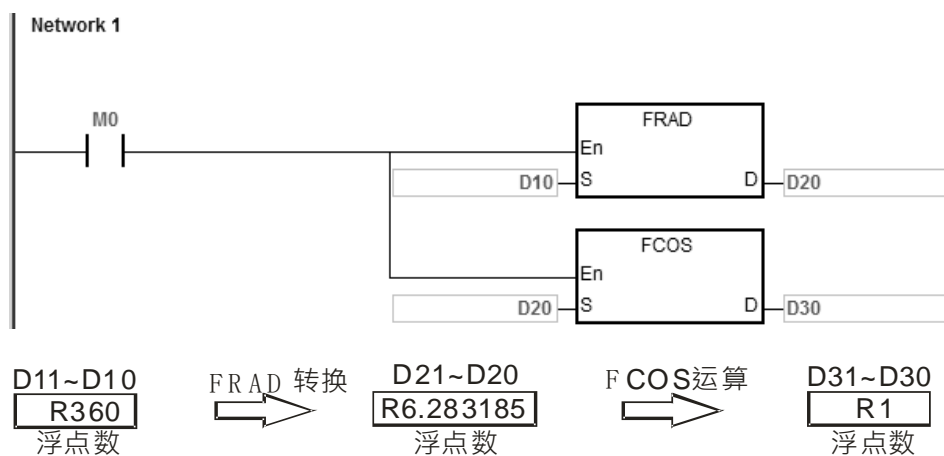 Network 1
M0
FRAD
En
D10 S D D20
FCOS
En
D20 S D D30
D11~D10 FRAD 转换 D21~D20 FCOS运算 D31~D30
R360 R6.283185 R1
浮点数 浮点数 浮点数